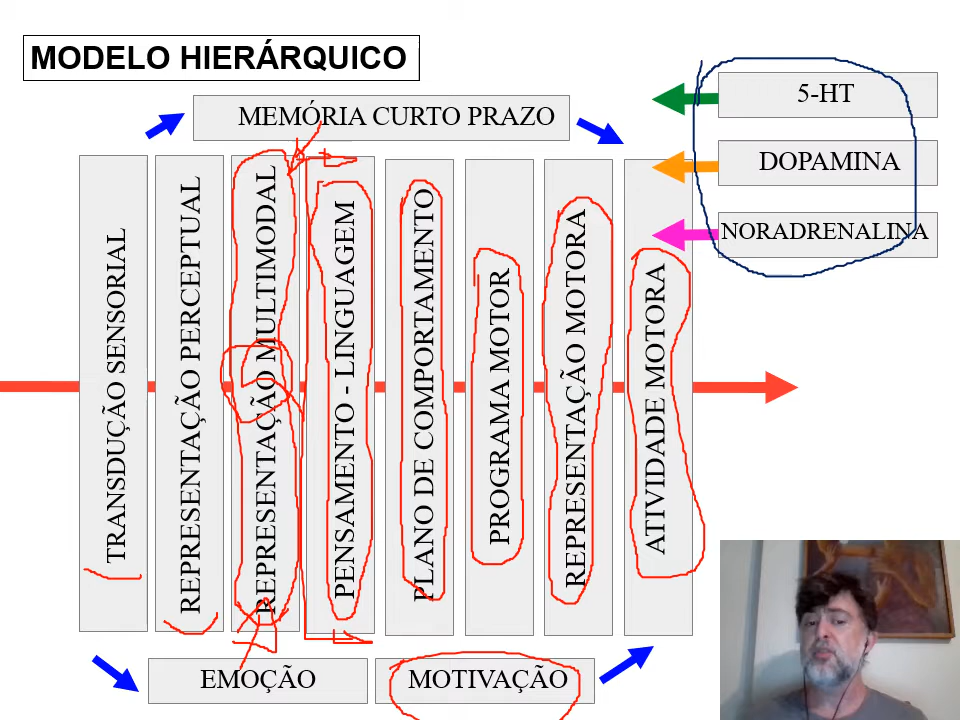 MODELO HIERÁRQUICO
MEMÓRIA CURTO PRAZO
5-HT
DOPAMINA
NORADRENALINA
TRANSDUÇÃO SENSORIAL
REPRESENTAÇÃO PERCEPTUAL
REPRESENTAÇÃO MULTIMODAL
PENSAMENTO - LINGUAGEM
PLANO DE COMPORTAMENTO
PROGRAMA MOTOR
REPRESENTAÇÃO MOTORA
ATIVIDADE MOTORA
EMOÇÃO
MOTIVAÇÃO